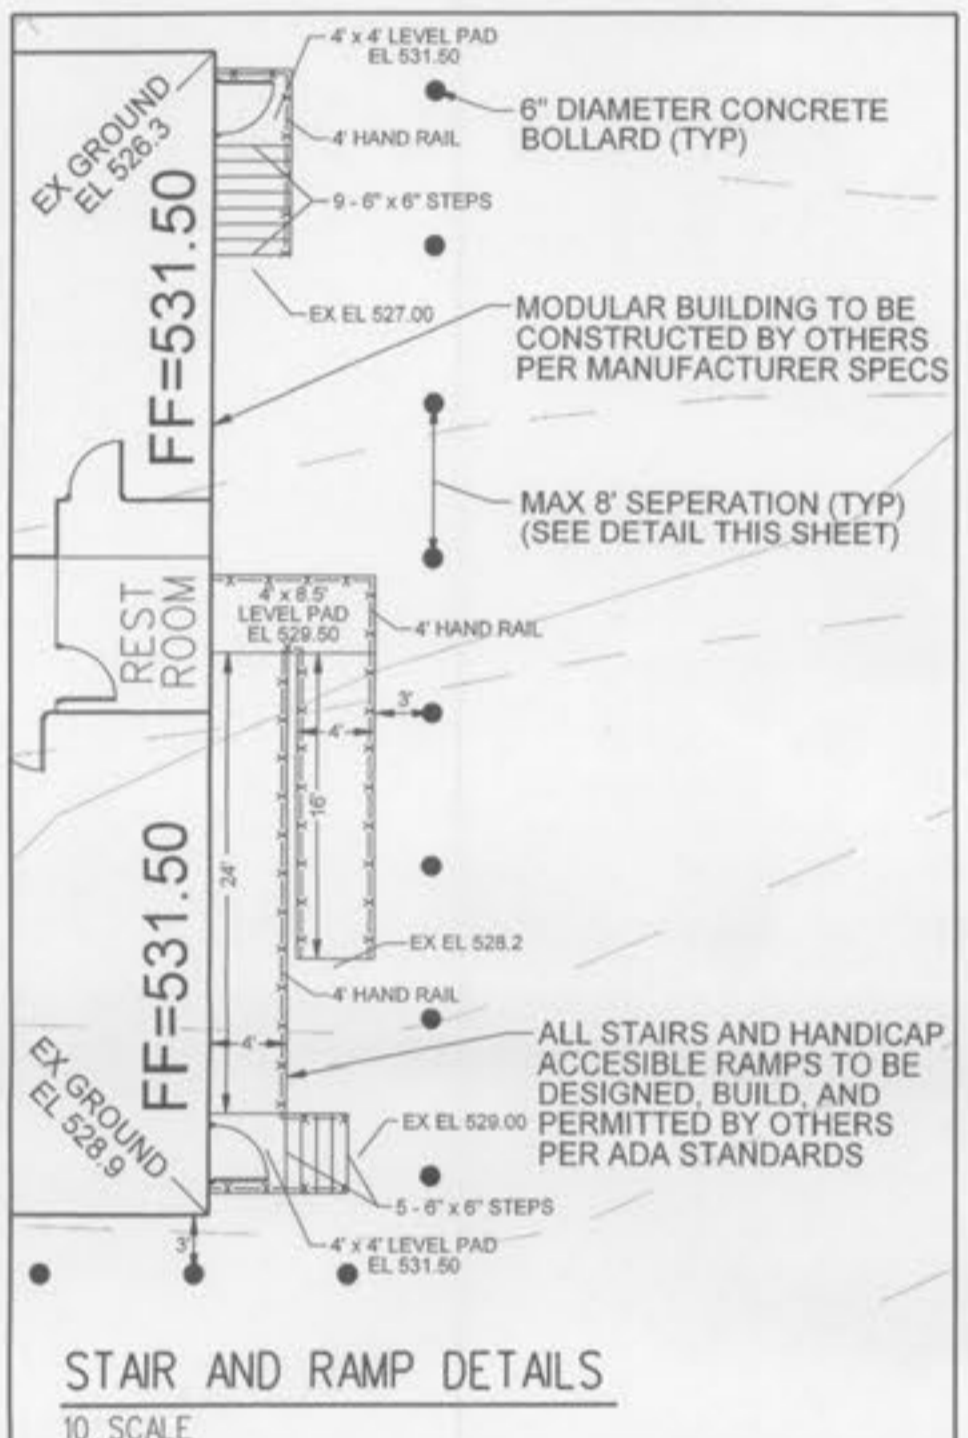 4' x 4' LEVEL PAD
EL 531.50
6" DIAMETER CONCRETE
BOLLARD (TYP)
EX GROUND
EL 526.3
4' HAND RAIL
9 - 6" x 6" STEPS
FF=531.50
EX EL 527.00
MODULAR BUILDING TO BE
CONSTRUCTED BY OTHERS
PER MANUFACTURER SPECS
MAX 8' SEPERATION (TYP)
(SEE DETAIL THIS SHEET)
REST
ROOM
4' x 8.5'
LEVEL PAD
EL 529.50
4' HAND RAIL
3'
4'
16'
24'
FF=531.50
EX EL 528.2
4' HAND RAIL
4'
ALL STAIRS AND HANDICAP
ACCESIBLE RAMPS TO BE
DESIGNED, BUILD, AND
PERMITTED BY OTHERS
PER ADA STANDARDS
EX GROUND
EL 528.9
EX EL 529.00
5 - 6" x 6" STEPS
4' x 4' LEVEL PAD
EL 531.50
3'
STAIR AND RAMP DETAILS
10 SCALE